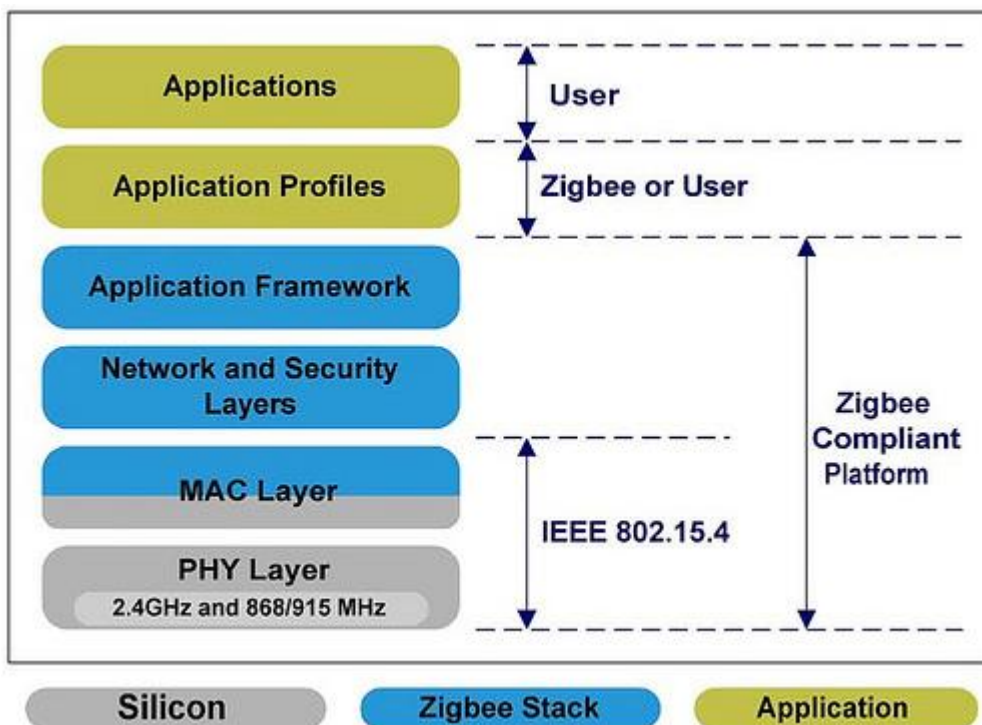 Applications
User
Application Profiles
Zigbee or User
Application Framework
Network and Security
Layers
Zigbee
Compliant
Platform
MAC Layer
IEEE 802.15.4
PHY Layer
2.4GHz and 868/915 MHz
Silicon
Zigbee Stack
Application